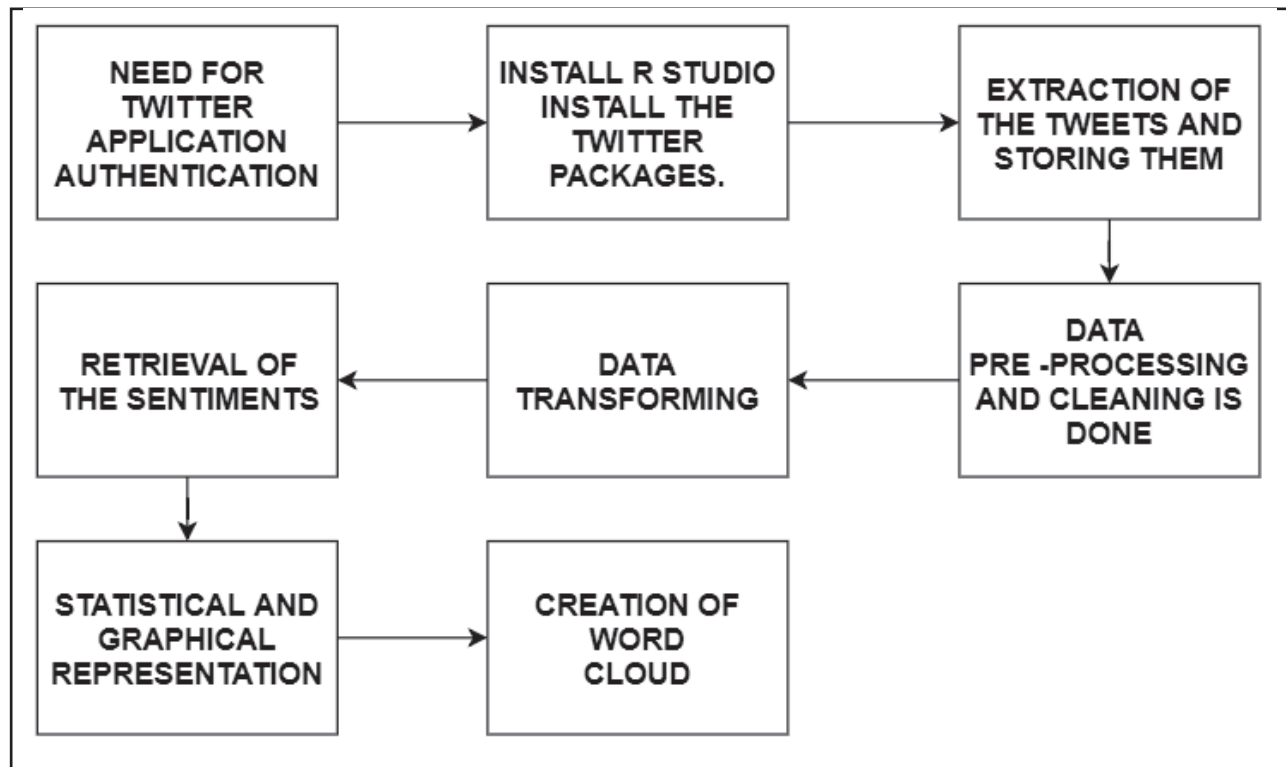 NEED FOR
TWITTER
APPLICATION
AUTHENTICATION
INSTALL R STUDIO
INSTALL THE
TWITTER
PACKAGES.
EXTRACTION OF
THE TWEETS AND
STORING THEM
DATA
PRE -PROCESSING
AND CLEANING IS
DONE
DATA
TRANSFORMING
RETRIEVAL OF
THE SENTIMENTS
STATISTICAL AND
GRAPHICAL
REPRESENTATION
CREATION OF
WORD
CLOUD